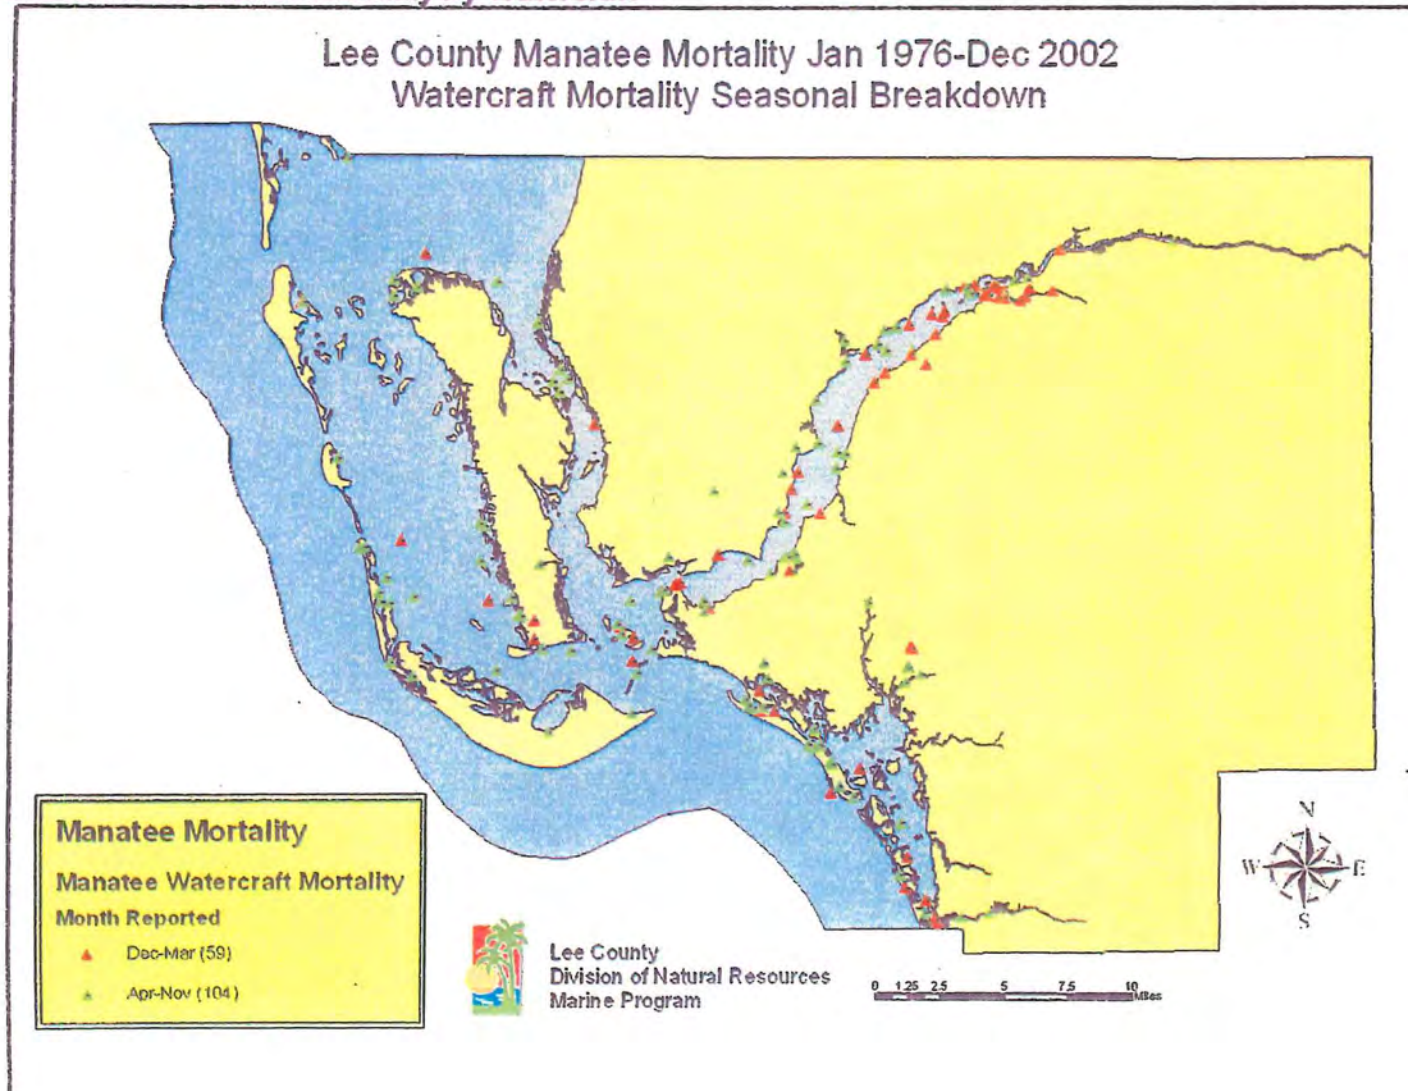 Lee County Manatee Mortality Jan 1976-Dec 2002
Watercraft Mortality Seasonal Breakdown
Manatee Mortality
Manatee Watercraft Mortality
Month Reported
Dec-Mar (59)
Apr-Nov (104)
Lee County
Division of Natural Resources
Marine Program
0 1.25 2.5 5 7.5 10
Miles
N
W E
S